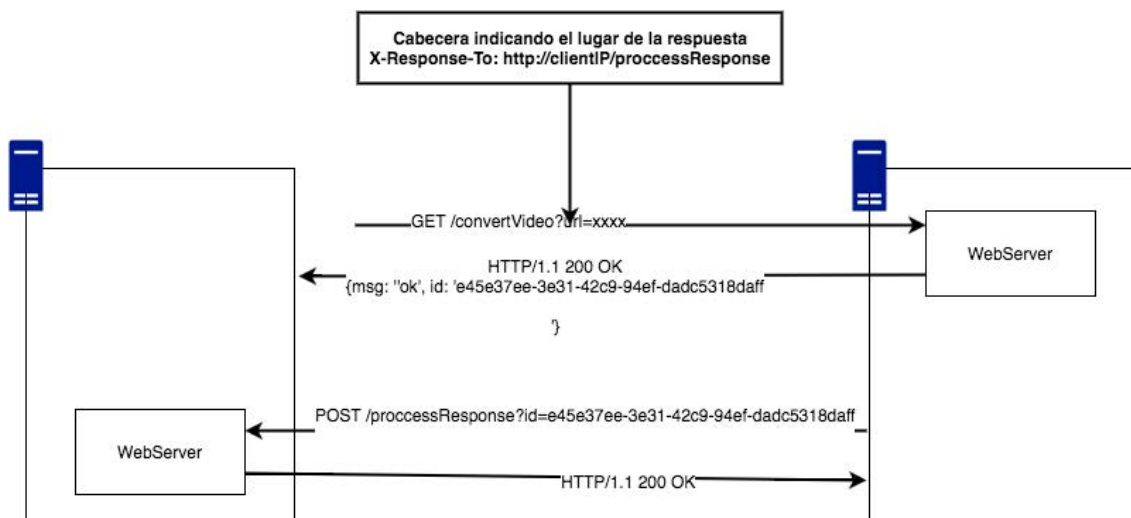 Cabecera indicando el lugar de la respuesta
X-Response-To: http://clientIP/proccessResponse
GET /convertVideo?url=xxxx
WebServer
HTTP/1.1 200 OK
{msg: "ok', id: 'e45e37ee-3e31-42c9-94ef-dadc5318daff
'}
POST /proccessResponse?id=e45e37ee-3e31-42c9-94ef-dadc5318daff
WebServer
HTTP/1.1 200 OK